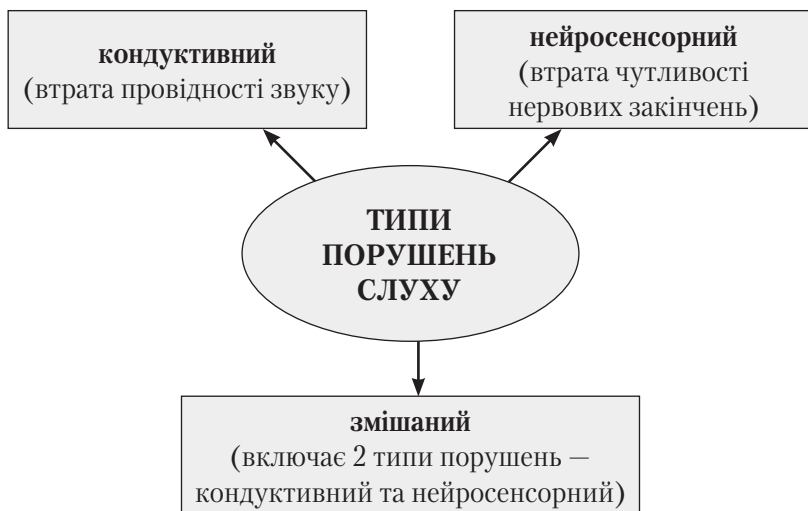 кондуктивний
(втрата провідності звуку)
нейросенсорний
(втрата чутливості
нервових закінчень)
ТИПИ
ПОРУШЕНЬ
СЛУХУ
змішаний
(включає 2 типи порушень —
кондуктивний та нейросенсорний)